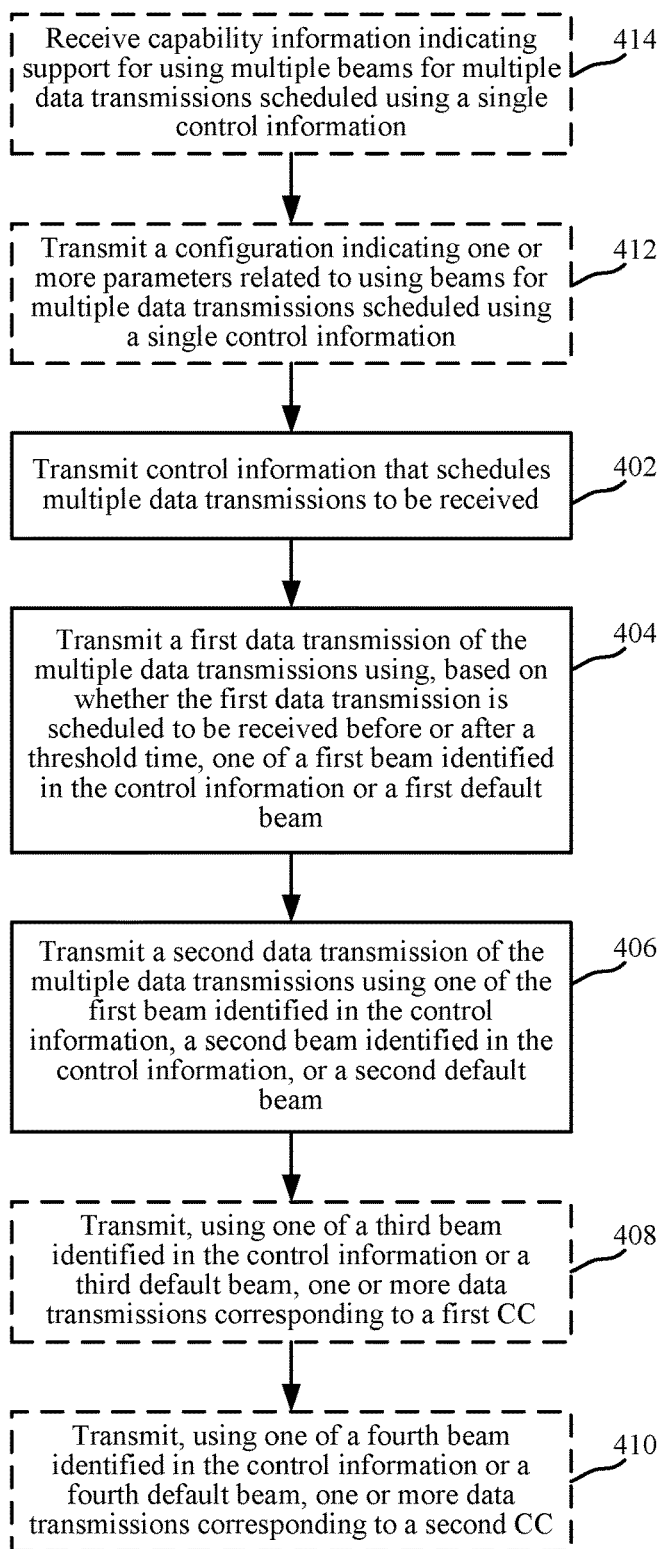 Receive capability information indicating
support for using multiple beams for multiple
data transmissions scheduled using a single
control information
414
Transmit a configuration indicating one or
more parameters related to using beams for
multiple data transmissions scheduled using
a single control information
412
Transmit control information that schedules
multiple data transmissions to be received
402
Transmit a first data transmission of the
multiple data transmissions using, based on
whether the first data transmission is
scheduled to be received before or after a
threshold time, one of a first beam identified
in the control information or a first default
beam
404
Transmit a second data transmission of the
multiple data transmissions using one of the
first beam identified in the control
information, a second beam identified in the
control information, or a second default
beam
406
Transmit, using one of a third beam
identified in the control information or a
third default beam, one or more data
transmissions corresponding to a first CC
408
Transmit, using one of a fourth beam
identified in the control information or a
fourth default beam, one or more data
transmissions corresponding to a second CC
410